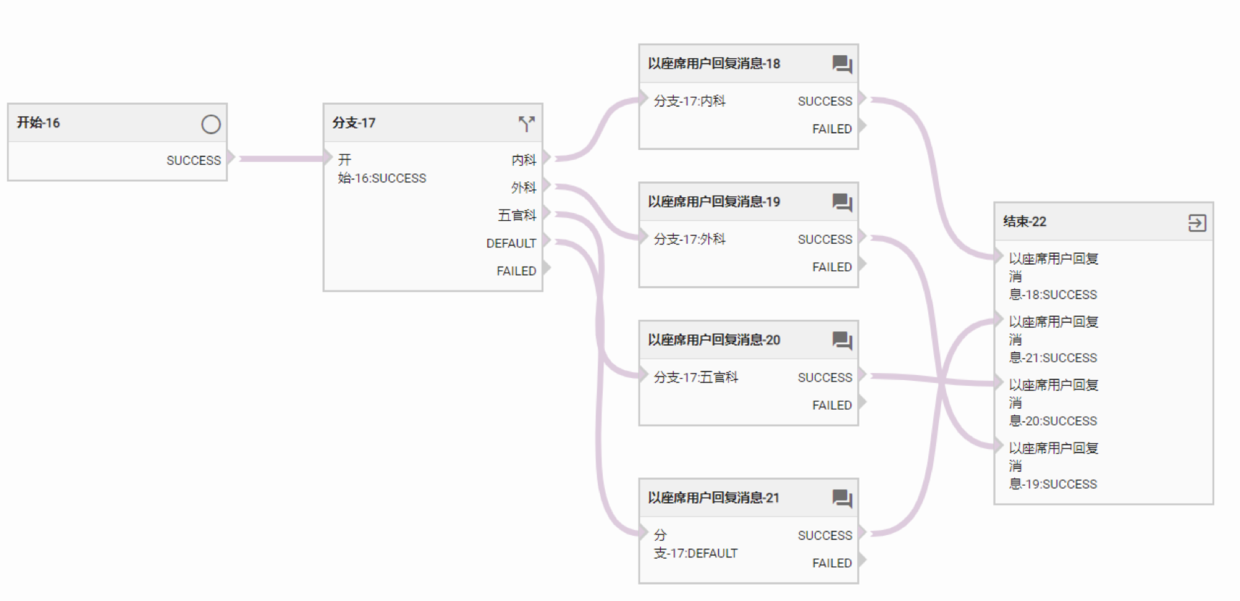 开始-16
SUCCESS
分支-17
开
始-16:SUCCESS
内科
外科
五官科
DEFAULT
FAILED
以座席用户回复消息-18
分支-17:内科
SUCCESS
FAILED
以座席用户回复消息-19
分支-17:外科
SUCCESS
FAILED
以座席用户回复消息-20
分支-17:五官科
SUCCESS
FAILED
以座席用户回复消息-21
分
支-17:DEFAULT
SUCCESS
FAILED
结束-22
以座席用户回复
消
息-18:SUCCESS
以座席用户回复
消
息-21:SUCCESS
以座席用户回复
消
息-20:SUCCESS
以座席用户回复
消
息-19:SUCCESS